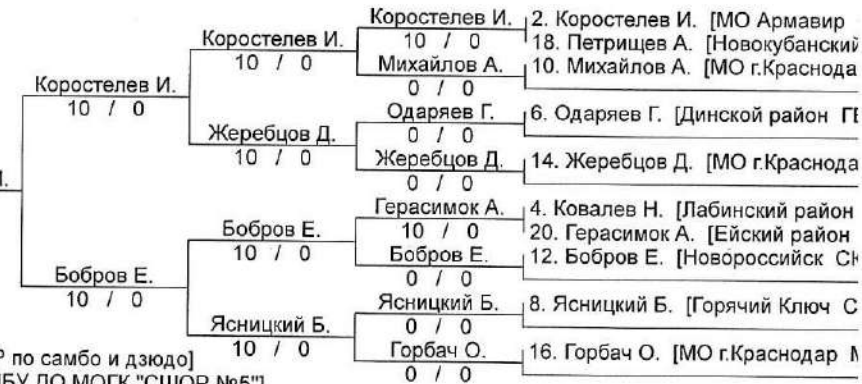 Коростелев И.
2. Коростелев И. [МО Армавир
Коростелев И.
10 / 0
18. Петрищев А. [Новокубанский
10 / 0
Михайлов А.
10. Михайлов А. [МО г.Краснода
Коростелев И.
0 / 0
10 / 0
Одаряев Г.
6. Одаряев Г. [Динской район
Жеребцов Д.
0 / 0
10 / 0
Жеребцов Д.
14. Жеребцов Д. [МО г.Краснода
0 / 0
Герасимок А.
4. Ковалев Н. [Лабинский район
Бобров Е.
10 / 0
20. Герасимок А. [Ейский район
10 / 0
Бобров Е.
12. Бобров Е. [Новороссийск
Бобров Е.
0 / 0
10 / 0
Ясницкий Б.
8. Ясницкий Б. [Горячий Ключ С
Ясницкий Б.
0 / 0
10 / 0
Горбач О.
16. Горбач О. [МО г.Краснодар
0 / 0
по самбо и дзюдо]
ДО МОГК "СШОР №5"]